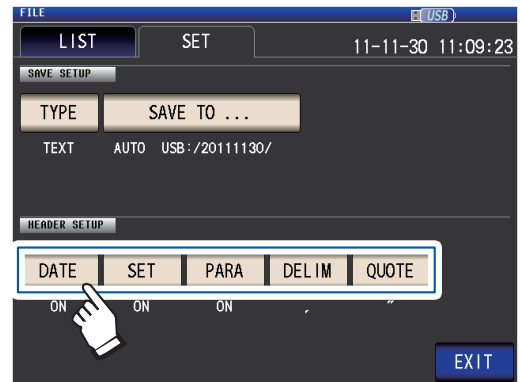 FILE USB
LIST SET 11-11-30 11:09:23
SAVE SETUP
TYPE SAVE TO ...
TEXT AUTO USB:/20111130/
HEADER SETUP
DATE SET PARA DELIM QUOTE
ON ON ON , "
EXIT